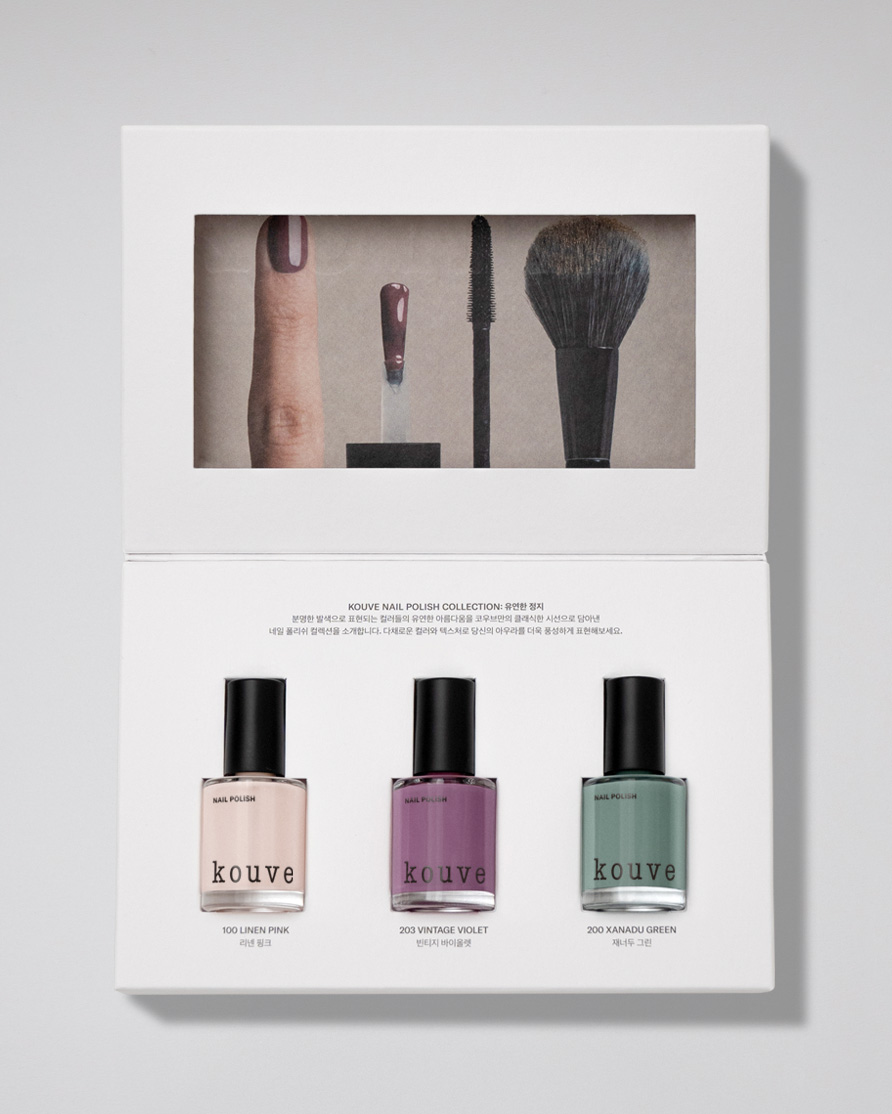 KOUVE NAIL POLISH COLLECTION: 유연한 정지
분명한 발색으로 표현되는 컬러들의 유연한 아름다움을 코우브만의 클래식한 시선으로 담아낸
네일 폴리쉬 컬렉션을 소개합니다. 다채로운 컬러와 텍스처로 당신의 아우라를 더욱 풍성하게 표현해보세요.
NAIL POLISH
kouve
NAIL POLISH
kouve
NAIL POLISH
kouve
100 LINEN PINK
리넨 핑크
203 VINTAGE VIOLET
빈티지 바이올렛
200 XANADU GREEN
재너두 그린